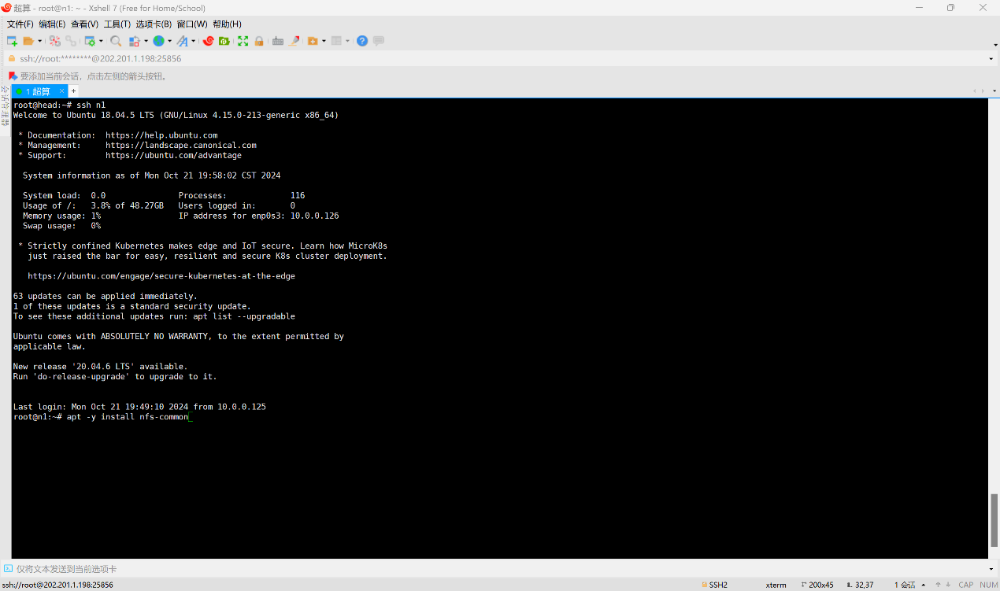 超算 - root@n1: ~ - Xshell 7 (Free for Home/School)
文件(F) 编辑(E) 查看(V) 工具(T) 选项卡(B) 窗口(W) 帮助(H)
ssh://root:********@202.201.1.198:25856
要添加当前会话，点击左侧的箭头按钮。
会话管理器
1 超算 × +
root@head:~# ssh n1
Welcome to Ubuntu 18.04.5 LTS (GNU/Linux 4.15.0-213-generic x86_64)
* Documentation:  https://help.ubuntu.com
* Management:     https://landscape.canonical.com
* Support:        https://ubuntu.com/advantage
System information as of Mon Oct 21 19:58:02 CST 2024
System load:  0.0               Processes:             116
Usage of /:   3.8% of 48.27GB   Users logged in:       0
Memory usage: 1%                IP address for enp0s3: 10.0.0.126
Swap usage:   0%
* Strictly confined Kubernetes makes edge and IoT secure. Learn how MicroK8s
just raised the bar for easy, resilient and secure K8s cluster deployment.
https://ubuntu.com/engage/secure-kubernetes-at-the-edge
63 updates can be applied immediately.
1 of these updates is a standard security update.
To see these additional updates run: apt list --upgradable
Ubuntu comes with ABSOLUTELY NO WARRANTY, to the extent permitted by
applicable law.
New release '20.04.6 LTS' available.
Run 'do-release-upgrade' to upgrade to it.
Last login: Mon Oct 21 19:49:10 2024 from 10.0.0.125
root@n1:~# apt -y install nfs-common
仅将文本发送到当前选项卡
ssh://root@202.201.1.198:25856 SSH2 xterm 200x45 32,37 1 会话 CAP NUM